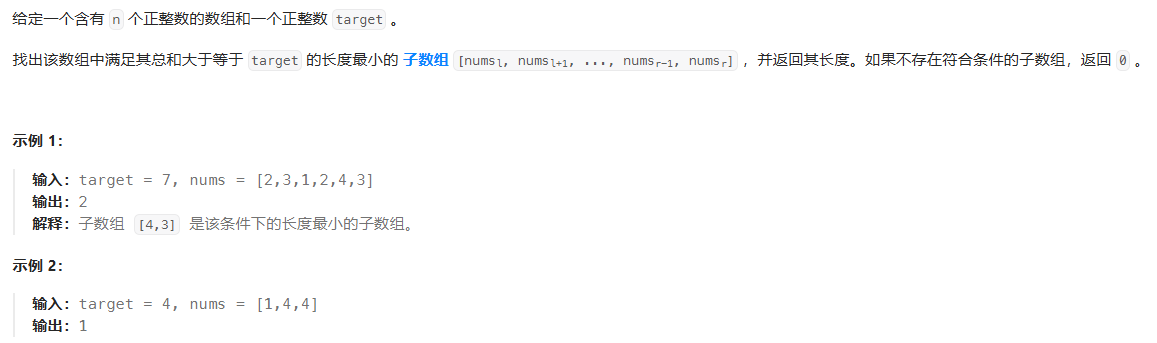 给定一个含有 n 个正整数的数组和一个正整数 target 。
找出该数组中满足其总和大于等于 target 的长度最小的 子数组 [numsₗ, numsₗ₊₁, ..., numsᵣ₋₁, numsᵣ] ，并返回其长度。如果不存在符合条件的子数组，返回 0 。
示例 1：
输入：target = 7, nums = [2,3,1,2,4,3]
输出：2
解释：子数组 [4,3] 是该条件下的长度最小的子数组。
示例 2：
输入：target = 4, nums = [1,4,4]
输出：1